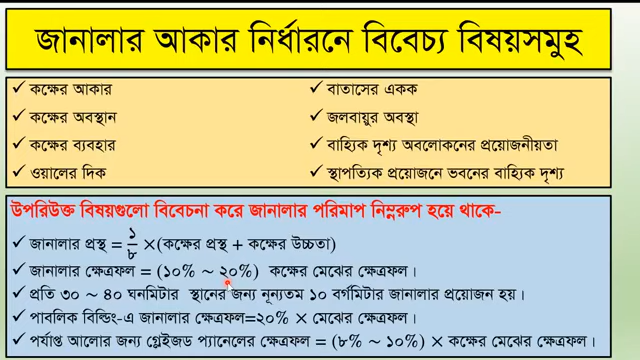 জানালার আকার নির্ধারনে বিবেচ্য বিষয়সমুহ
✓ কক্ষের আকার
✓ কক্ষের অবস্থান
✓ কক্ষের ব্যবহার
✓ ওয়ালের দিক
✓ বাতাসের একক
✓ জলবায়ুর অবস্থা
✓ বাহ্যিক দৃশ্য অবলোকনের প্রয়োজনীয়তা
✓ স্থাপত্যিক প্রয়োজনে ভবনের বাহ্যিক দৃশ্য
উপরিউক্ত বিষয়গুলো বিবেচনা করে জানালার পরিমাপ নিম্নরুপ হয়ে থাকে-
✓ জানালার প্রস্থ = ১/৮ ×(কক্ষের প্রস্থ + কক্ষের উচ্চতা)
✓ জানালার ক্ষেত্রফল = (১০% ~ ২০%) কক্ষের মেঝের ক্ষেত্রফল।
✓ প্রতি ৩০ ~ ৪০ ঘনমিটার স্থানের জন্য নূন্যতম ১০ বর্গমিটার জানালার প্রয়োজন হয়।
✓ পাবলিক বিল্ডিং-এ জানালার ক্ষেত্রফল=২০% × মেঝের ক্ষেত্রফল।
✓ পর্যাপ্ত আলোর জন্য গ্লেইজড প্যানেলের ক্ষেত্রফল = (৮% ~ ১০%) × কক্ষের মেঝের ক্ষেত্রফল।